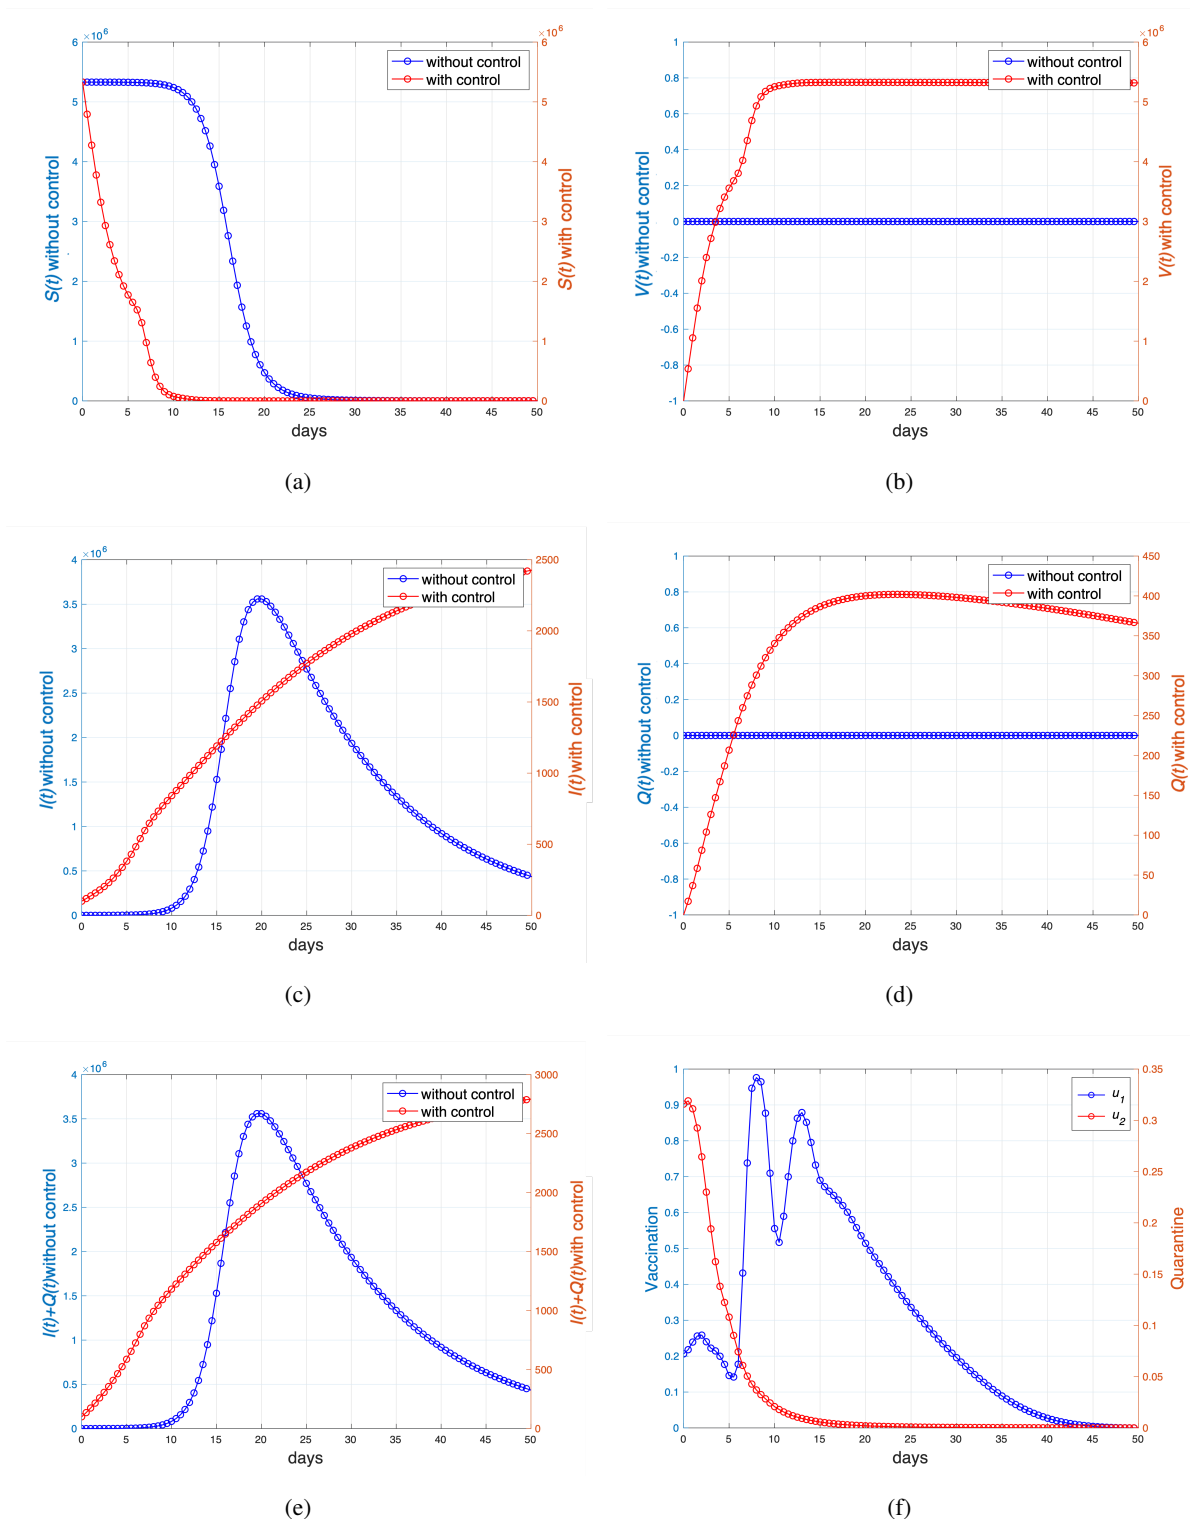 ×10⁶ ×10⁶
6 6
without control
with control
5 5
4 4
3 3
2 2
1 1
0 0
S(t) without control
S(t) with control
0 5 10 15 20 25 30 35 40 45 50
days
(a)
×10⁶
1 6
without control
with control
0.8
0.6 5
0.4 4
0.2
0 3
-0.2
-0.4 2
-0.6
-0.8 1
-1 0
V(t) without control
V(t) with control
0 5 10 15 20 25 30 35 40 45 50
days
(b)
×10⁶
4 2500
without control
with control
3.5
3 2000
2.5
2 1500
1.5 1000
1
0.5 500
0 0
I(t) without control
I(t) with control
0 5 10 15 20 25 30 35 40 45 50
days
(c)
1 450
without control
with control
0.8 400
0.6 350
0.4 300
0.2 250
0
-0.2 200
-0.4 150
-0.6 100
-0.8 50
-1 0
Q(t) without control
Q(t) with control
0 5 10 15 20 25 30 35 40 45 50
days
(d)
×10⁶
4 3000
without control
with control
3.5 2500
3
2.5 2000
2 1500
1.5
1 1000
0.5 500
0 0
I(t)+Q(t) without control
I(t)+Q(t) with control
0 5 10 15 20 25 30 35 40 45 50
days
(e)
1 0.35
u₁
u₂
0.9 0.3
0.8
0.7 0.25
0.6 0.2
0.5
0.4 0.15
0.3 0.1
0.2
0.1 0.05
0 0
Vaccination
Quarantine
0 5 10 15 20 25 30 35 40 45 50
days
(f)